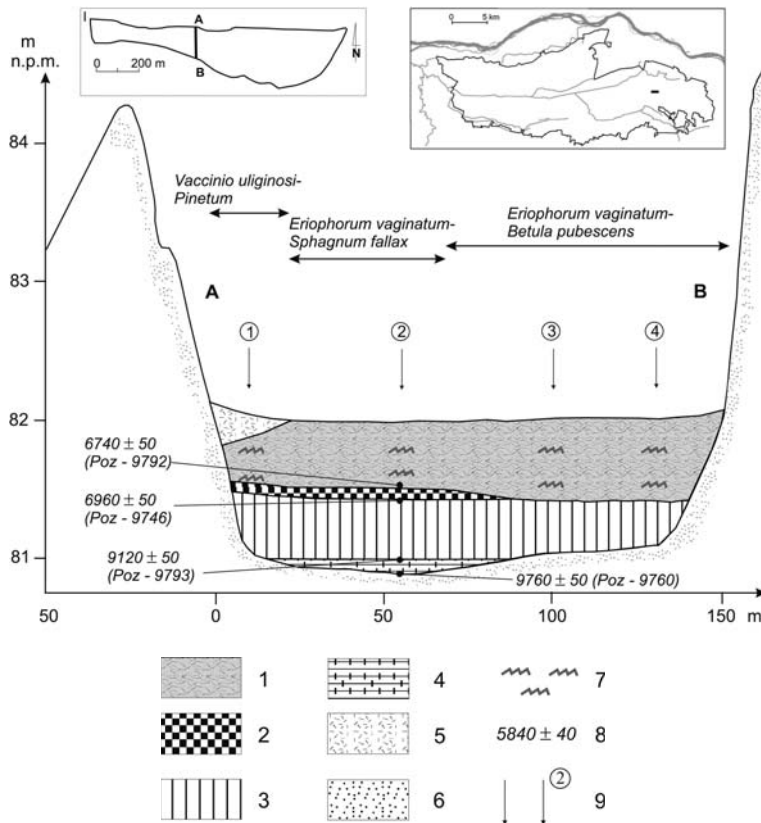 m
n.p.m.
A
B
0 200 m
N
0 5 km
84
83
82
81
Vaccinio uliginosi-
Pinetum
Eriophorum vaginatum-
Sphagnum fallax
Eriophorum vaginatum-
Betula pubescens
A
B
1
2
3
4
6740 ± 50
(Poz - 9792)
6960 ± 50
(Poz - 9746)
9120 ± 50
(Poz - 9793)
9760 ± 50 (Poz - 9760)
50 0 50 100 150 m
1 4 7
2 5 5840 ± 40 8
3 6 2 9